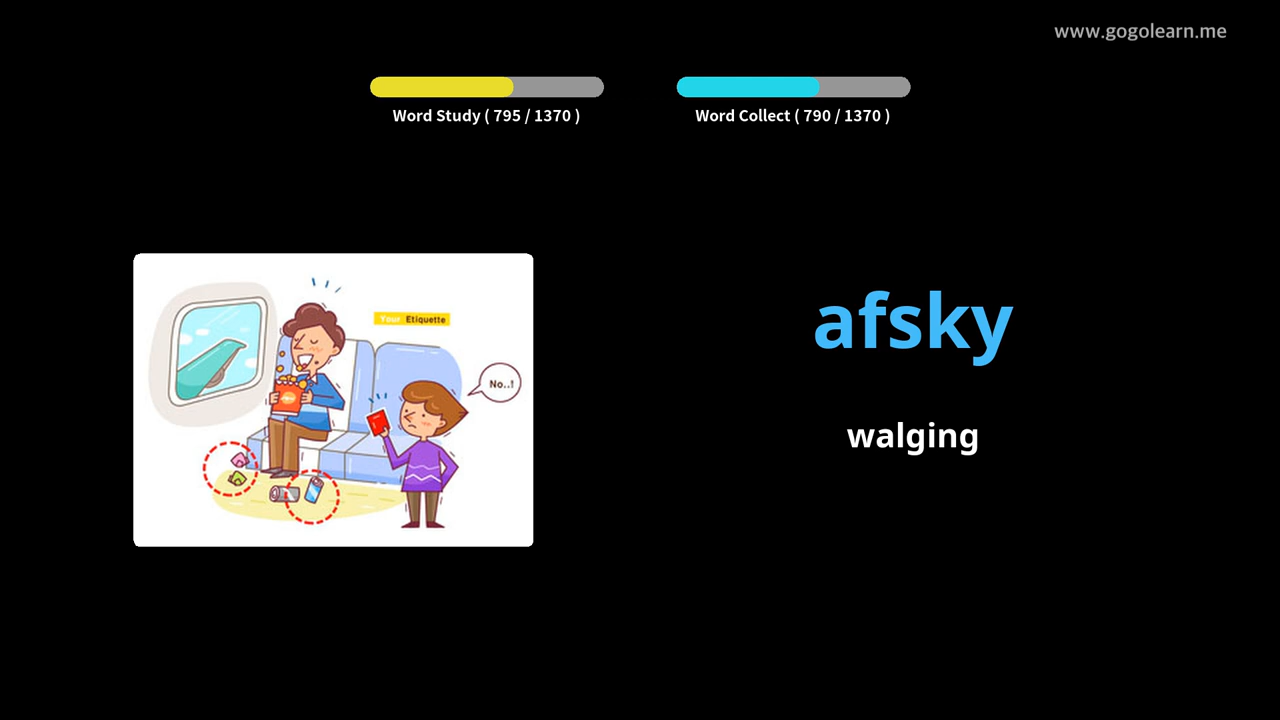 www.gogolearn.me
Word Study ( 795 / 1370 )
Word Collect ( 790 / 1370 )
Your Etiquette
No..!
afsky
walging